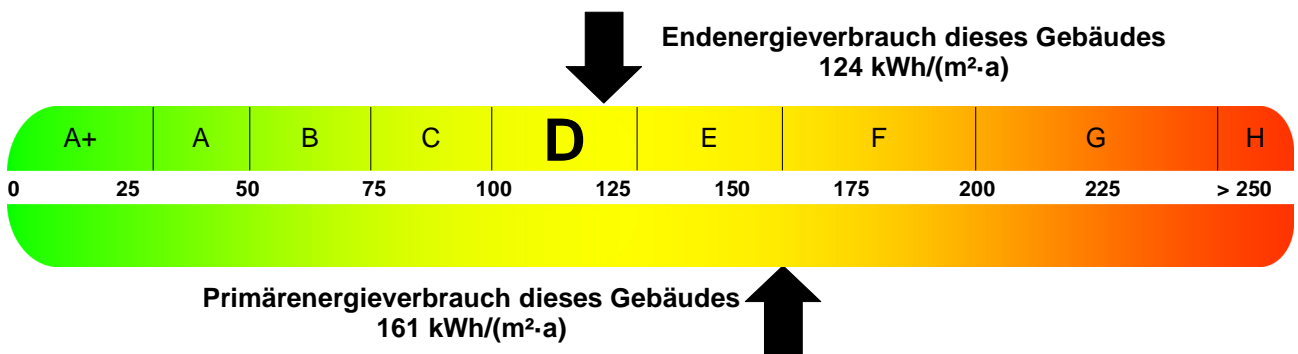 Endenergieverbrauch dieses Gebäudes
124 kWh/(m²·a)
A+ A B C D E F G H
0 25 50 75 100 125 150 175 200 225 > 250
Primärenergieverbrauch dieses Gebäudes
161 kWh/(m²·a)